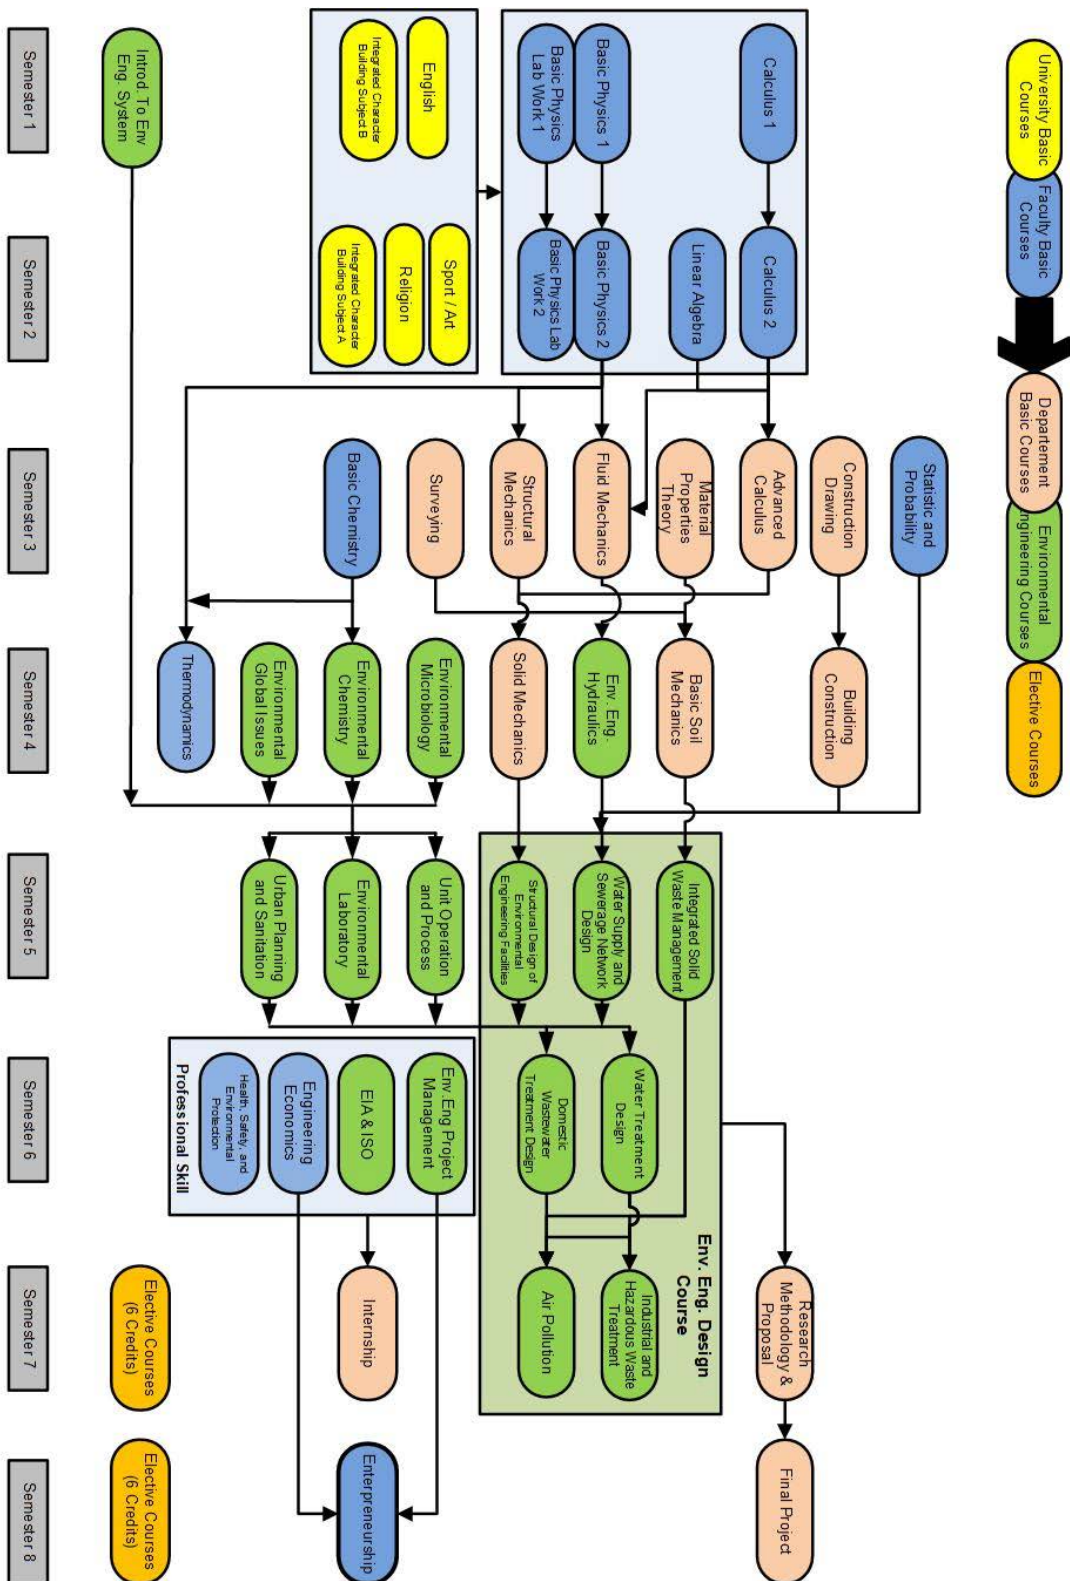 University Basic
Courses
Faculty Basic
Courses
Departement
Basic Courses
Environmental
Engineering Courses
Elective Courses
Semester 1
Introd. To Env
Eng. System
Integrated Character
Building Subject B
English
Basic Physics
Lab Work 1
Basic Physics 1
Calculus 1
Semester 2
Integrated Character
Building Subject A
Religion
Sport / Art
Basic Physics Lab
Work 2
Basic Physics 2
Linear Algebra
Calculus 2
Semester 3
Basic Chemistry
Surveying
Structural
Mechanics
Fluid Mechanics
Material
Properties
Theory
Advanced
Calculus
Construction
Drawing
Statistic and
Probability
Semester 4
Thermodynamics
Environmental
Global Issues
Environmental
Chemistry
Environmental
Microbiology
Solid Mechanics
Env. Eng.
Hydraulics
Basic Soil
Mechanics
Building
Construction
Semester 5
Urban Planning
and Sanitation
Environmental
Laboratory
Unit Operation
and Process
Structural Design of
Environmental
Engineering Facilities
Water Supply and
Sewerage Network
Design
Integrated Solid
Waste Management
Semester 6
Professional Skill
Health, Safety, and
Environmental
Protection
Engineering
Economics
EIA & ISO
Env.Eng Project
Management
Domestic
Wastewater
Treatment Design
Water Treatment
Design
Env. Eng. Design
Course
Semester 7
Elective Courses
(6 Credits)
Internship
Air Pollution
Industrial and
Hazardous Waste
Treatment
Research
Methodology &
Proposal
Semester 8
Elective Courses
(6 Credits)
Enterpreneurship
Final Project